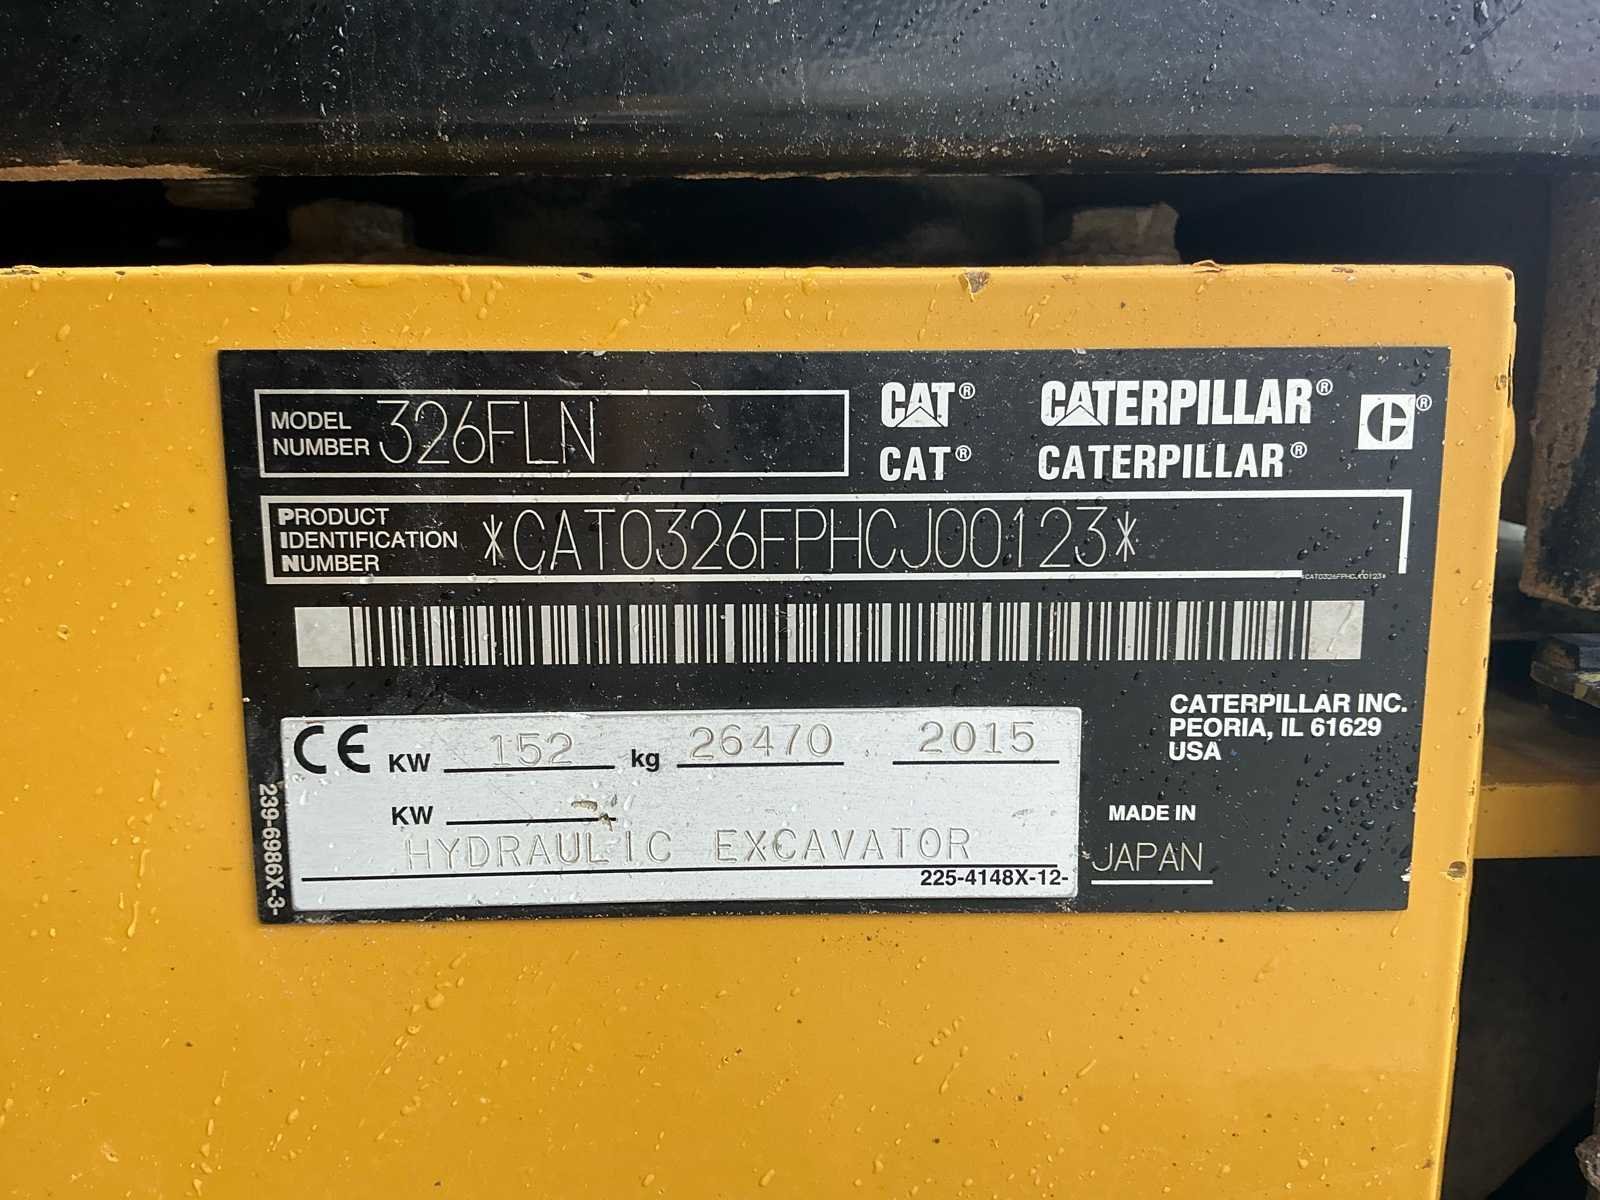 MODEL NUMBER 326FLN
CAT® CATERPILLAR® ®
CAT® CATERPILLAR®
PRODUCT IDENTIFICATION NUMBER *CAT0326FPHCJ00123*
*CAT0326FPHCJ00123*
CATERPILLAR INC.
PEORIA, IL 61629
USA
CE KW 152 kg 26470 2015
KW
HYDRAULIC EXCAVATOR
225-4148X-12-
MADE IN
JAPAN
239-6986X-3-